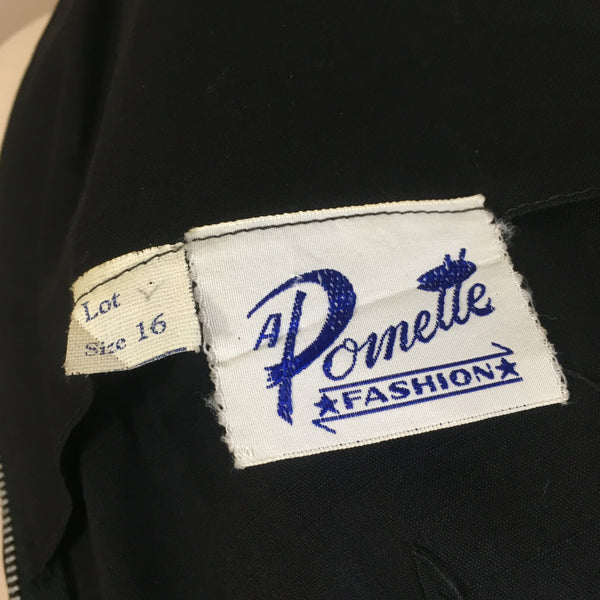 Lot
Size 16
A Pomette
FASHION